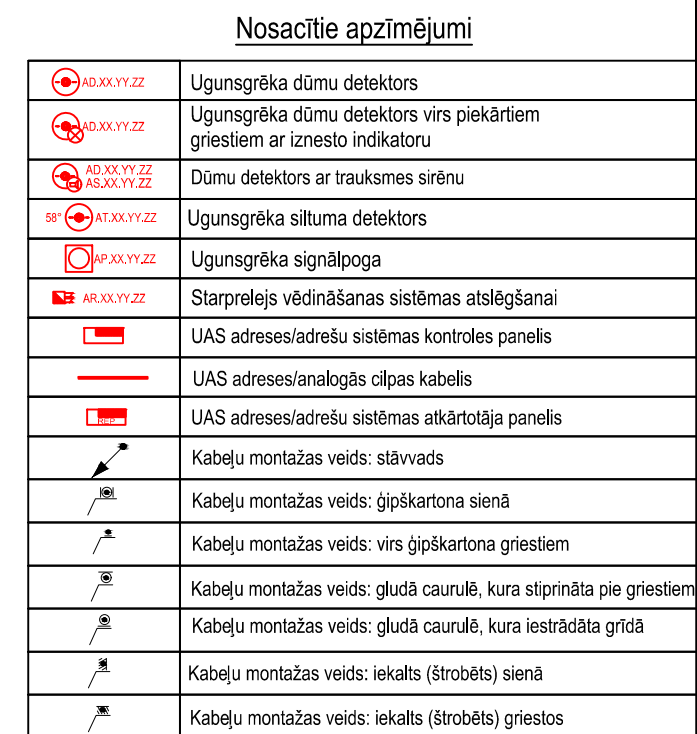 Nosacītie apzīmējumi
AD.XX.YY.ZZ Ugunsgrēka dūmu detektors
AD.XX.YY.ZZ Ugunsgrēka dūmu detektors virs piekārtiem
griestiem ar iznesto indikatoru
AD.XX.YY.ZZ
AS.XX.YY.ZZ
Dūmu detektors ar trauksmes sirēnu
58° AT.XX.YY.ZZ Ugunsgrēka siltuma detektors
AP.XX.YY.ZZ Ugunsgrēka signālpoga
AR.XX.YY.ZZ Starprelejs vēdināšanas sistēmas atslēgšanai
UAS adreses/adrešu sistēmas kontroles panelis
UAS adreses/analogās cilpas kabelis
REP UAS adreses/adrešu sistēmas atkārtotāja panelis
Kabeļu montažas veids: stāvvads
Kabeļu montažas veids: ģipškartona sienā
Kabeļu montažas veids: virs ģipškartona griestiem
Kabeļu montažas veids: gludā caurulē, kura stiprināta pie griestiem
Kabeļu montažas veids: gludā caurulē, kura iestrādāta grīdā
Kabeļu montažas veids: iekalts (štrobēts) sienā
Kabeļu montažas veids: iekalts (štrobēts) griestos